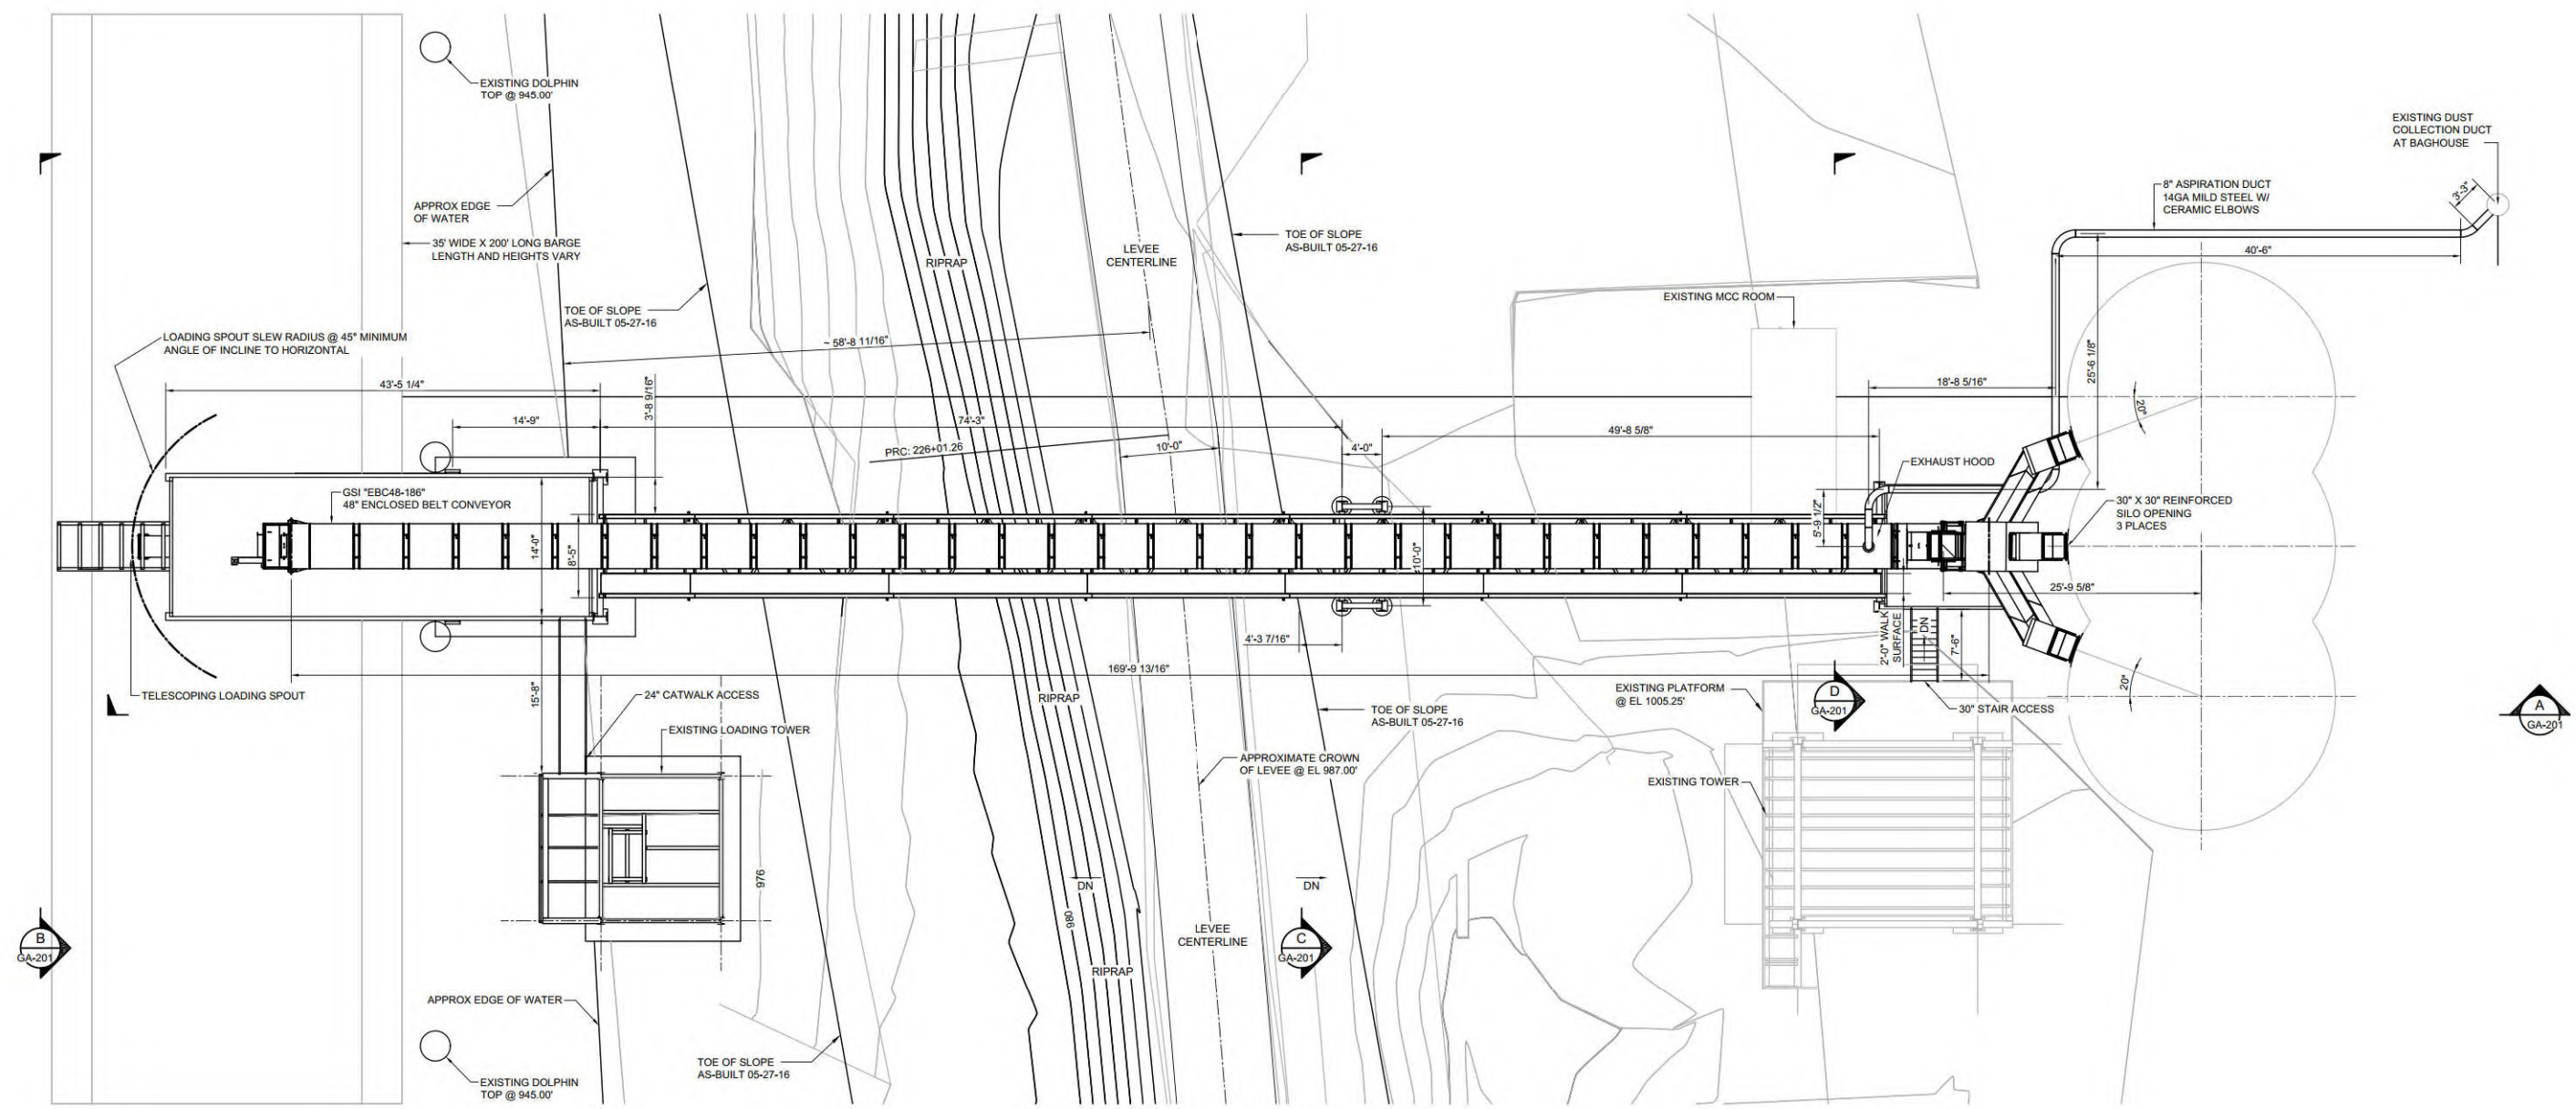 EXISTING DOLPHIN
TOP @ 945.00'
EXISTING DUST
COLLECTION DUCT
AT BAGHOUSE
8" ASPIRATION DUCT
14GA MILD STEEL W/
CERAMIC ELBOWS
3'-3"
APPROX EDGE
OF WATER
35' WIDE X 200' LONG BARGE
LENGTH AND HEIGHTS VARY
RIPRAP
LEVEE
CENTERLINE
TOE OF SLOPE
AS-BUILT 05-27-16
40'-6"
EXISTING MCC ROOM
TOE OF SLOPE
AS-BUILT 05-27-16
LOADING SPOUT SLEW RADIUS @ 45° MINIMUM
ANGLE OF INCLINE TO HORIZONTAL
~ 58'-8 11/16"
25'-6 1/8"
43'-5 1/4"
3'-8 9/16"
18'-8 5/16"
20°
14'-9"
74'-3"
49'-8 5/8"
PRC: 226+01.26
10'-0"
4'-0"
EXHAUST HOOD
GSI "EBC48-186"
48" ENCLOSED BELT CONVEYOR
30" X 30" REINFORCED
SILO OPENING
3 PLACES
5'-9 1/2"
14'-0"
8'-5"
10'-0"
25'-9 5/8"
4'-3 7/16"
2'-0" WALK
SURFACE
DN
7'-6"
169'-9 13/16"
20°
TELESCOPING LOADING SPOUT
15'-8"
24" CATWALK ACCESS
RIPRAP
EXISTING PLATFORM
@ EL 1005.25'
D
GA-201
30" STAIR ACCESS
A
GA-201
TOE OF SLOPE
AS-BUILT 05-27-16
EXISTING LOADING TOWER
APPROXIMATE CROWN
OF LEVEE @ EL 987.00'
EXISTING TOWER
976
DN
DN
980
LEVEE
CENTERLINE
B
GA-201
C
GA-201
RIPRAP
APPROX EDGE OF WATER
TOE OF SLOPE
AS-BUILT 05-27-16
EXISTING DOLPHIN
TOP @ 945.00'